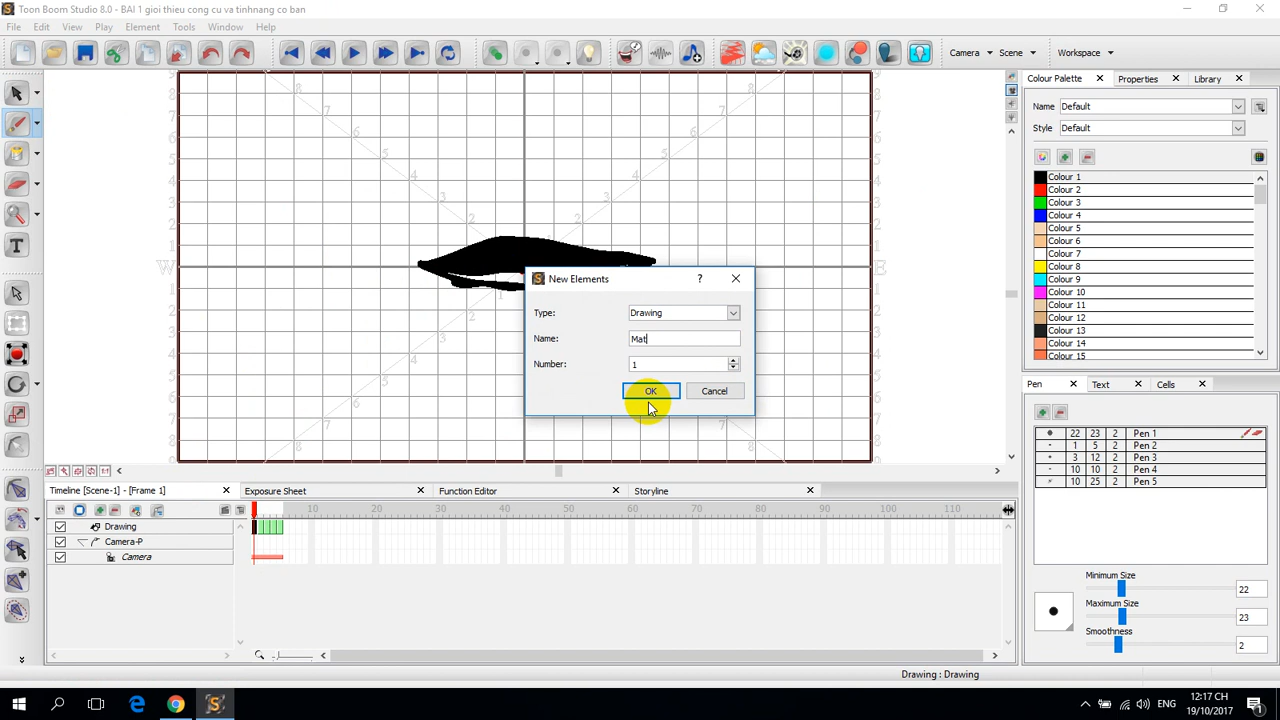 Toon Boom Studio 8.0 - BAI 1 gioi thieu cong cu va tinhnang co ban
File Edit View Play Element Tools Window Help
Camera Scene Workspace
Colour Palette Properties Library
Name Default
Style Default
Colour 1
Colour 2
Colour 3
Colour 4
Colour 5
Colour 6
Colour 7
Colour 8
Colour 9
Colour 10
Colour 11
Colour 12
Colour 13
Colour 14
Colour 15
W
E
New Elements ?
Type: Drawing
Name: Mat
Number: 1
OK Cancel
Pen Text Cells
22 23 2 Pen 1
1 5 2 Pen 2
3 12 2 Pen 3
10 10 2 Pen 4
10 25 2 Pen 5
Minimum Size
22
Maximum Size
23
Smoothness
2
Timeline [Scene-1] - [Frame 1] Exposure Sheet Function Editor Storyline
10 20 30 40 50 60 70 80 90 100 110
Drawing
Camera-P
Camera
Drawing : Drawing
ENG
12:17 CH
19/10/2017